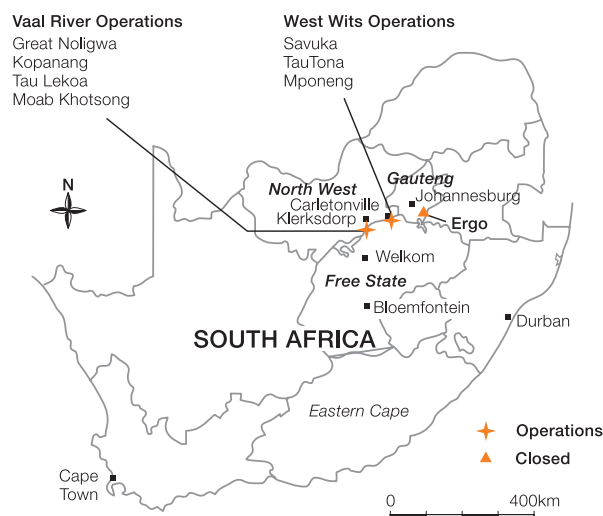 Vaal River Operations
Great Noligwa
Kopanang
Tau Lekoa
Moab Khotsong
West Wits Operations
Savuka
TauTona
Mponeng
N
North West
Gauteng
Carletonville
Johannesburg
Klerksdorp
Ergo
Welkom
Free State
Bloemfontein
Durban
SOUTH AFRICA
Eastern Cape
Cape
Town
Operations
Closed
0 400km